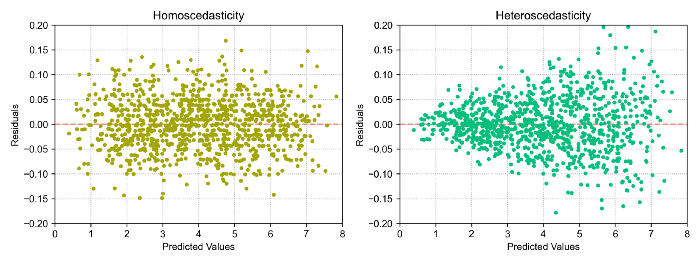 Homoscedasticity
0.20
0.15
0.10
0.05
0.00
−0.05
−0.10
−0.15
−0.20
Residuals
0 1 2 3 4 5 6 7 8
Predicted Values
Heteroscedasticity
0.20
0.15
0.10
0.05
0.00
−0.05
−0.10
−0.15
−0.20
Residuals
0 1 2 3 4 5 6 7 8
Predicted Values